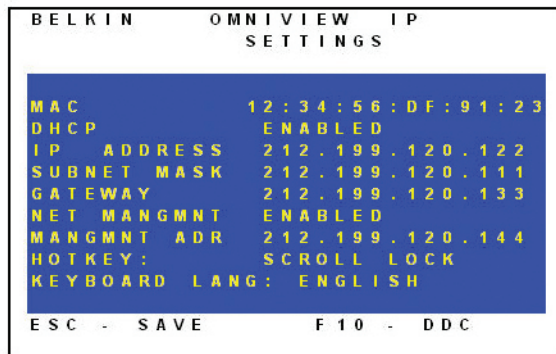 BELKIN OMNIVIEW IP
SETTINGS
MAC 12:34:56:DF:91:23
DHCP ENABLED
IP ADDRESS 212.199.120.122
SUBNET MASK 212.199.120.111
GATEWAY 212.199.120.133
NET MANGMNT ENABLED
MANGMNT ADR 212.199.120.144
HOTKEY: SCROLL LOCK
KEYBOARD LANG: ENGLISH
ESC - SAVE F10 - DDC